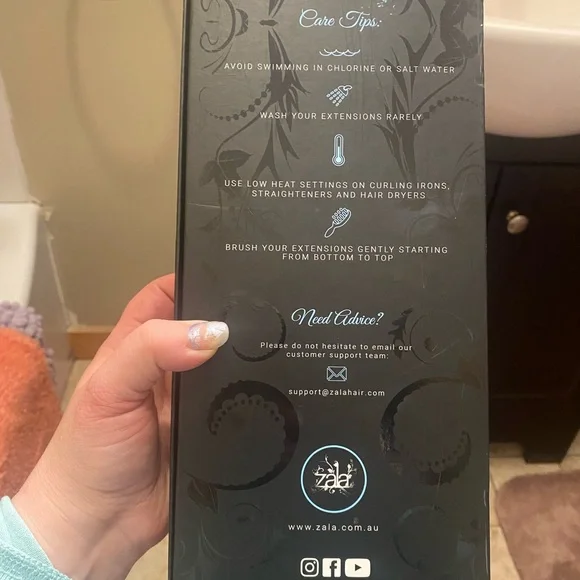 Care Tips:
AVOID SWIMMING IN CHLORINE OR SALT WATER
WASH YOUR EXTENSIONS RARELY
USE LOW HEAT SETTINGS ON CURLING IRONS,
STRAIGHTENERS AND HAIR DRYERS
BRUSH YOUR EXTENSIONS GENTLY STARTING
FROM BOTTOM TO TOP
Need Advice?
Please do not hesitate to email our
customer support team:
support@zalahair.com
zala
www.zala.com.au